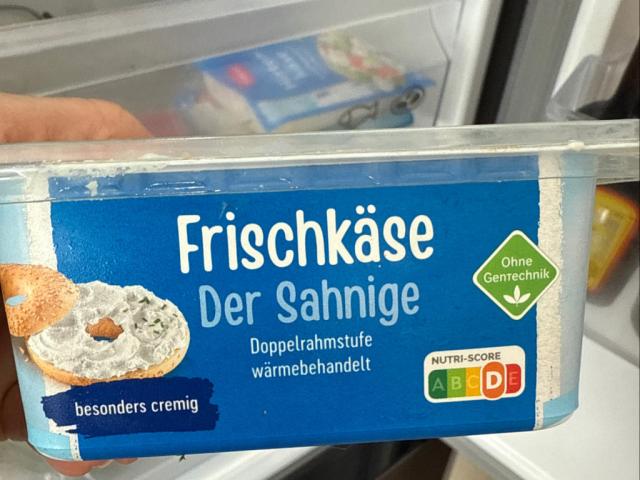 Frischkäse
Der Sahnige
Doppelrahmstufe
wärmebehandelt
besonders cremig
Ohne
Gentechnik
NUTRI-SCORE
A B C D E